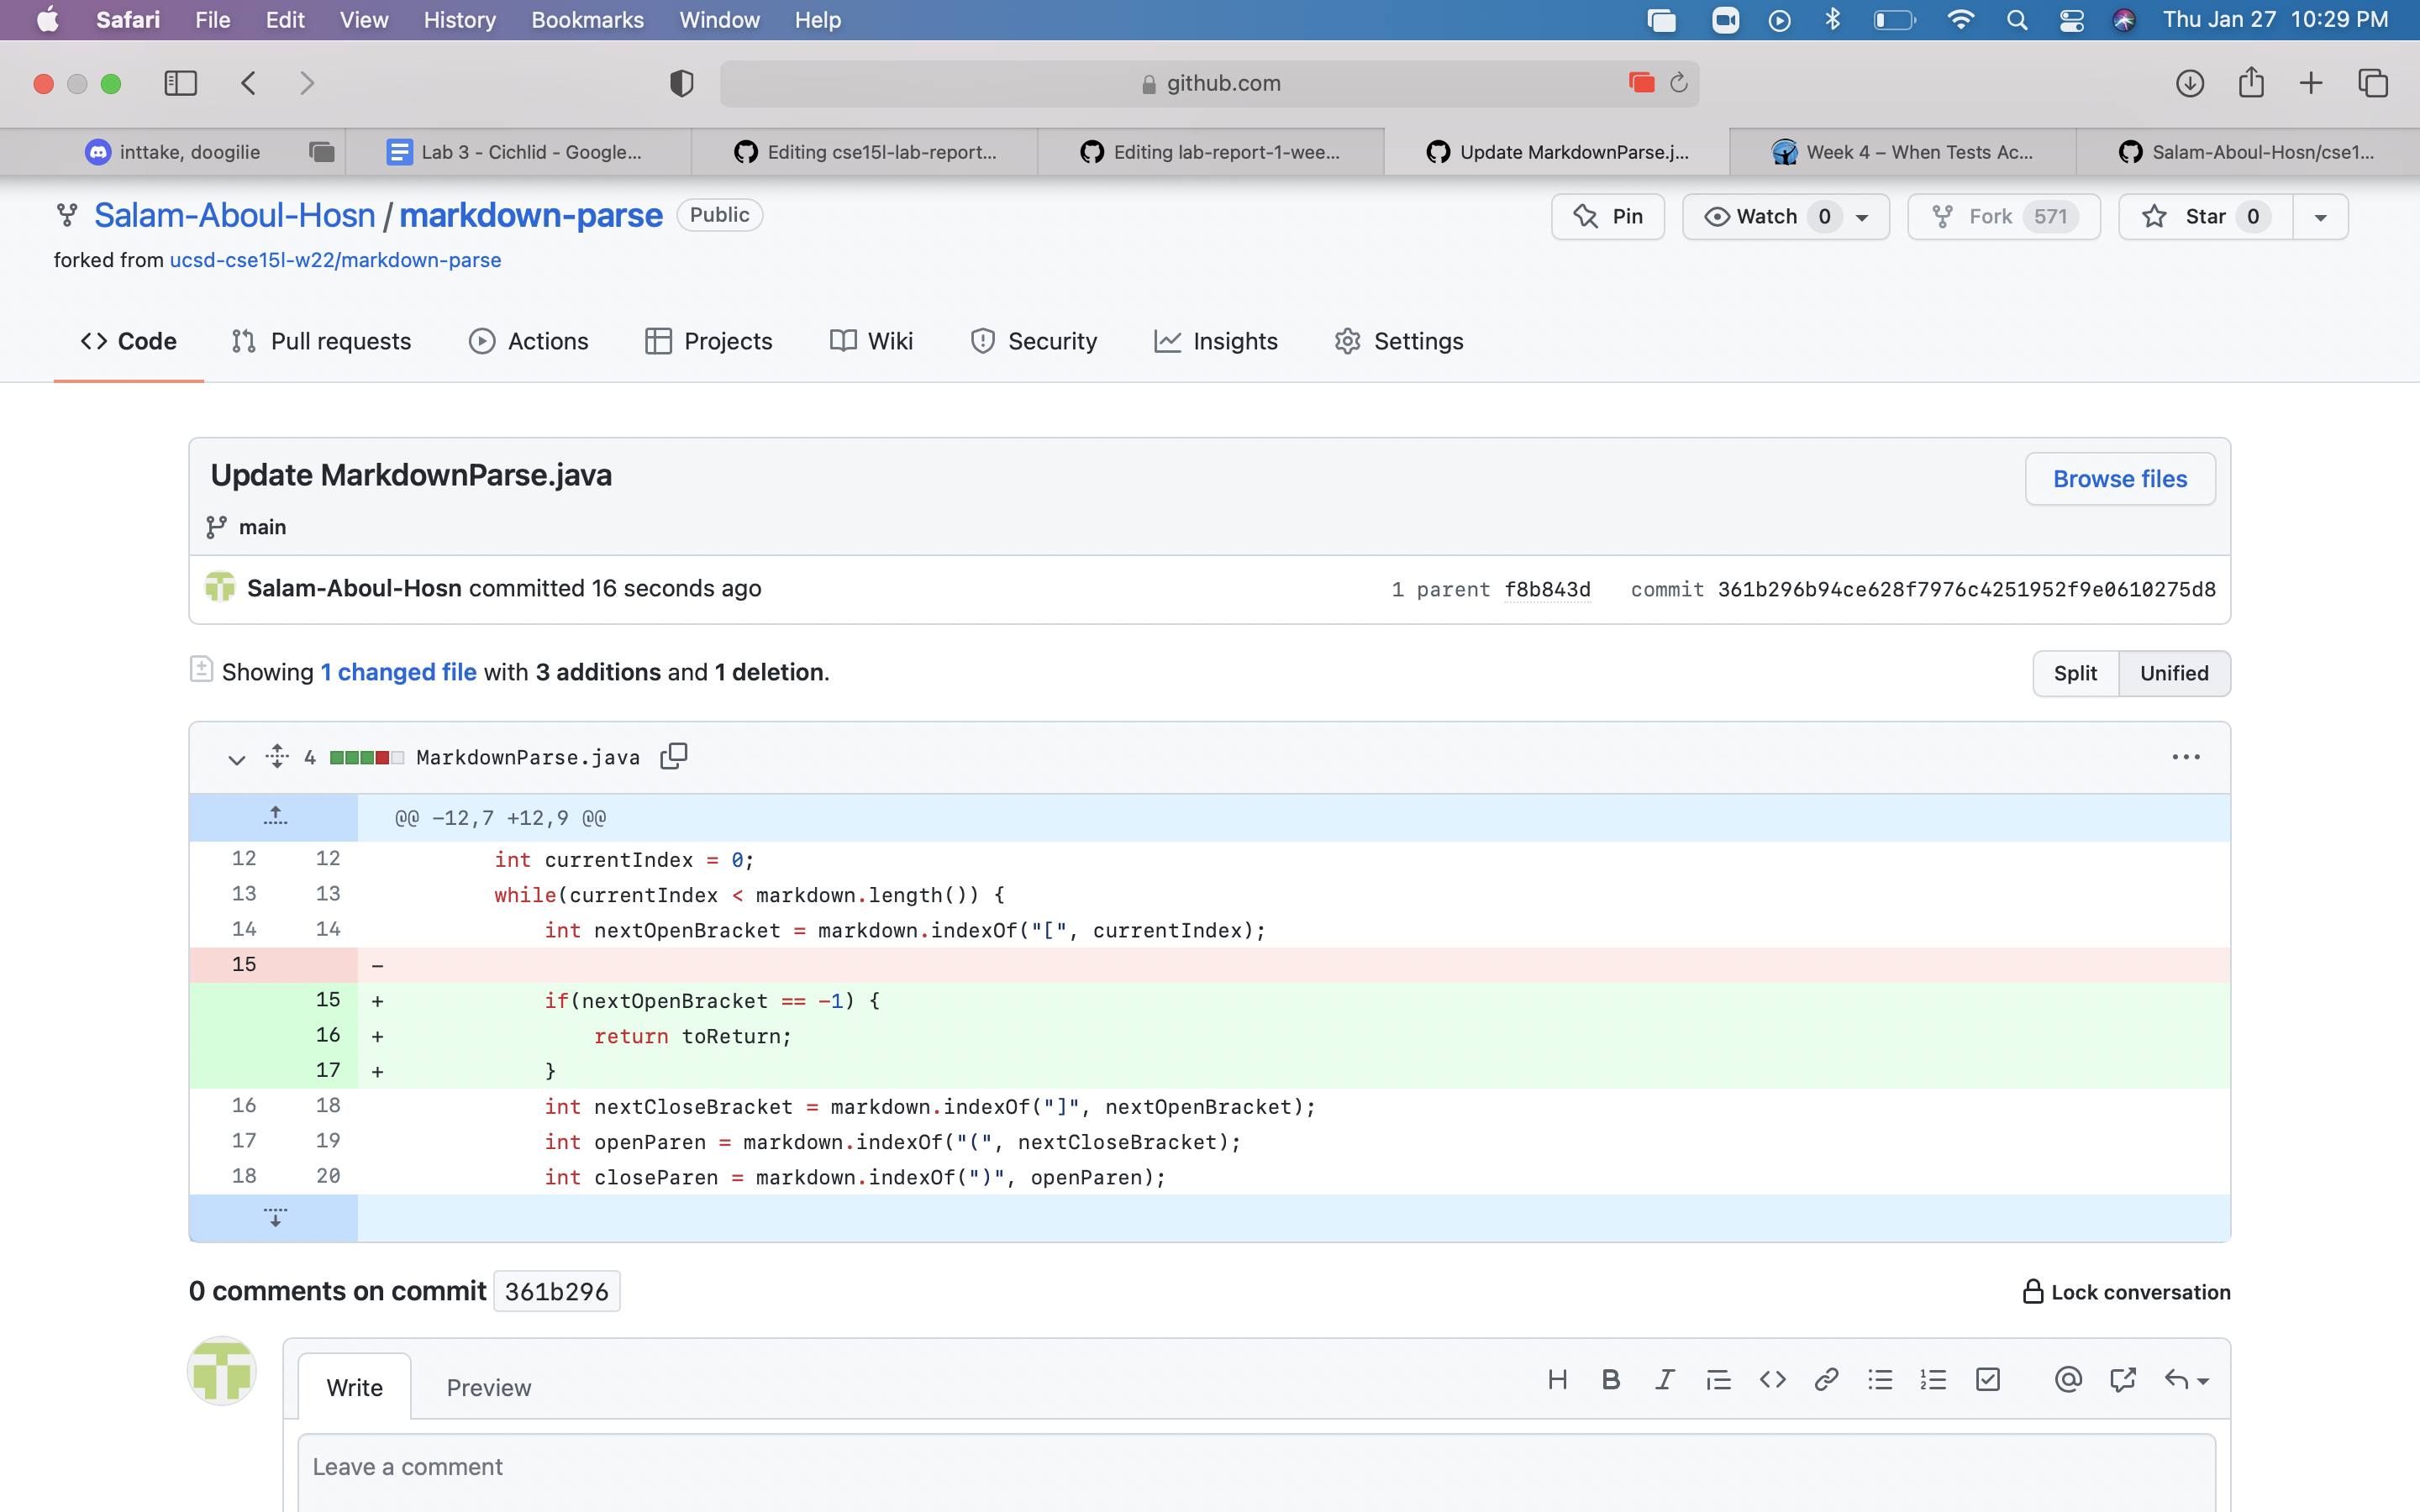 Safari File Edit View History Bookmarks Window Help Thu Jan 27 10:29 PM
github.com
inttake, doogilie
Lab 3 - Cichlid - Google...
Editing cse15l-lab-report...
Editing lab-report-1-wee...
Update MarkdownParse.j...
Week 4 – When Tests Ac...
Salam-Aboul-Hosn/cse1...
Salam-Aboul-Hosn / markdown-parse Public
Pin Watch 0 Fork 571 Star 0
forked from ucsd-cse15l-w22/markdown-parse
Code Pull requests Actions Projects Wiki Security Insights Settings
Update MarkdownParse.java
Browse files
main
Salam-Aboul-Hosn committed 16 seconds ago 1 parent f8b843d commit 361b296b94ce628f7976c4251952f9e0610275d8
Showing 1 changed file with 3 additions and 1 deletion.
Split Unified
4 MarkdownParse.java
@@ -12,7 +12,9 @@
12 12 int currentIndex = 0;
13 13 while(currentIndex < markdown.length()) {
14 14 int nextOpenBracket = markdown.indexOf("[", currentIndex);
15 -
15 + if(nextOpenBracket == -1) {
16 + return toReturn;
17 + }
16 18 int nextCloseBracket = markdown.indexOf("]", nextOpenBracket);
17 19 int openParen = markdown.indexOf("(", nextCloseBracket);
18 20 int closeParen = markdown.indexOf(")", openParen);
0 comments on commit 361b296
Lock conversation
Write Preview
Leave a comment